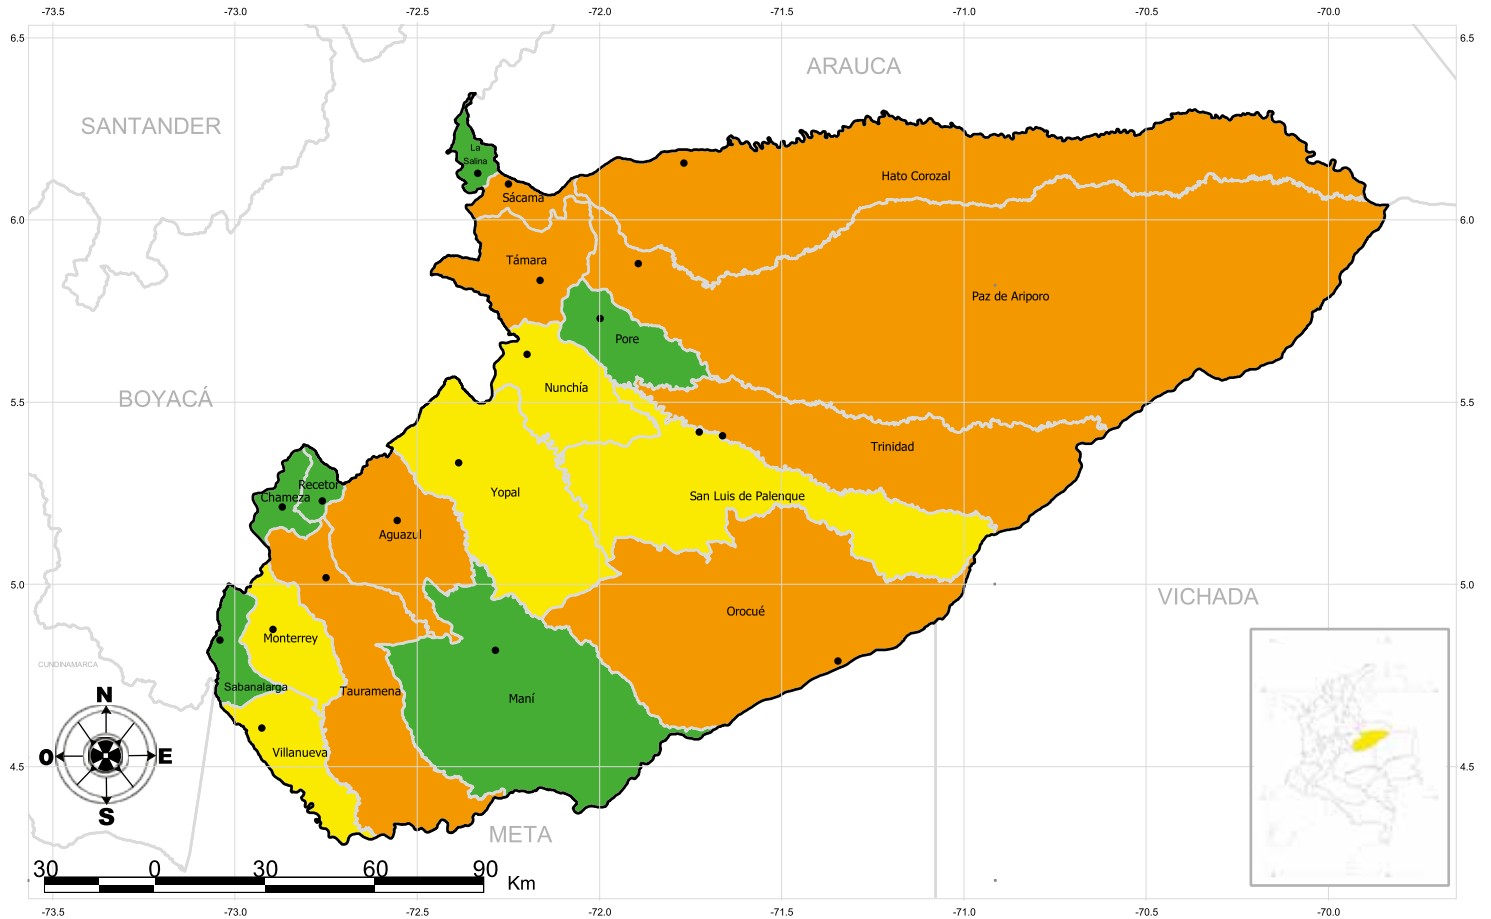 -73.5 -73.0 -72.5 -72.0 -71.5 -71.0 -70.5 -70.0
6.5 6.5
ARAUCA
SANTANDER
La
Salina
Hato Corozal
Sácama
6.0 6.0
Támara
Paz de Ariporo
Pore
Nunchía
BOYACÁ
5.5 5.5
Trinidad
Recetor
Chameza
Yopal
San Luis de Palenque
Aguazul
5.0 5.0
VICHADA
Orocué
Monterrey
CUNDINAMARCA
Sabanalarga
Tauramena
Maní
N
Villanueva
O E
4.5 4.5
S
META
30 0 30 60 90
Km
-73.5 -73.0 -72.5 -72.0 -71.5 -71.0 -70.5 -70.0